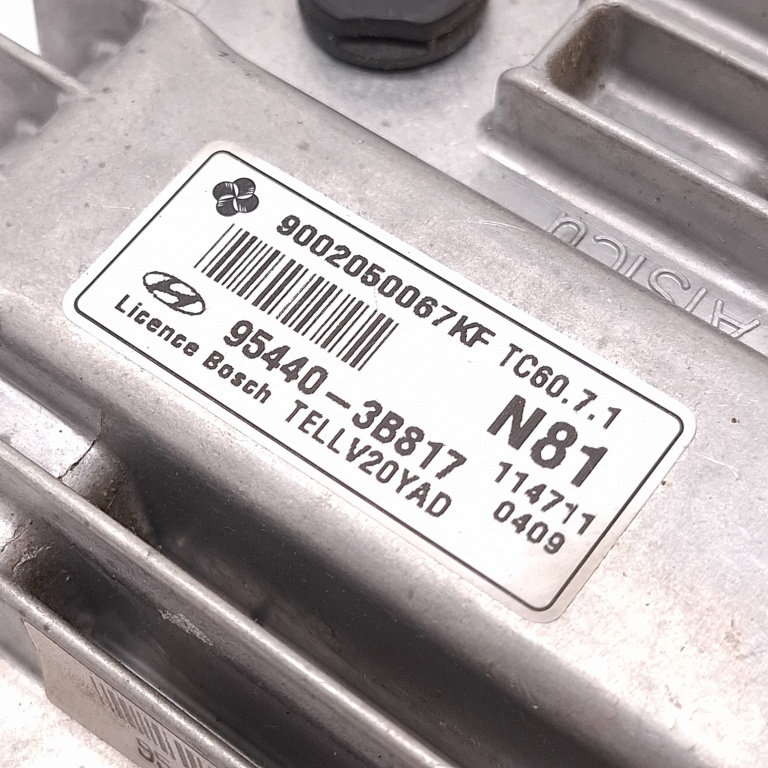 9002050067KF TC60.7.1
95440-3B817 N81
Licence Bosch TELLV20YAD 114711
0409